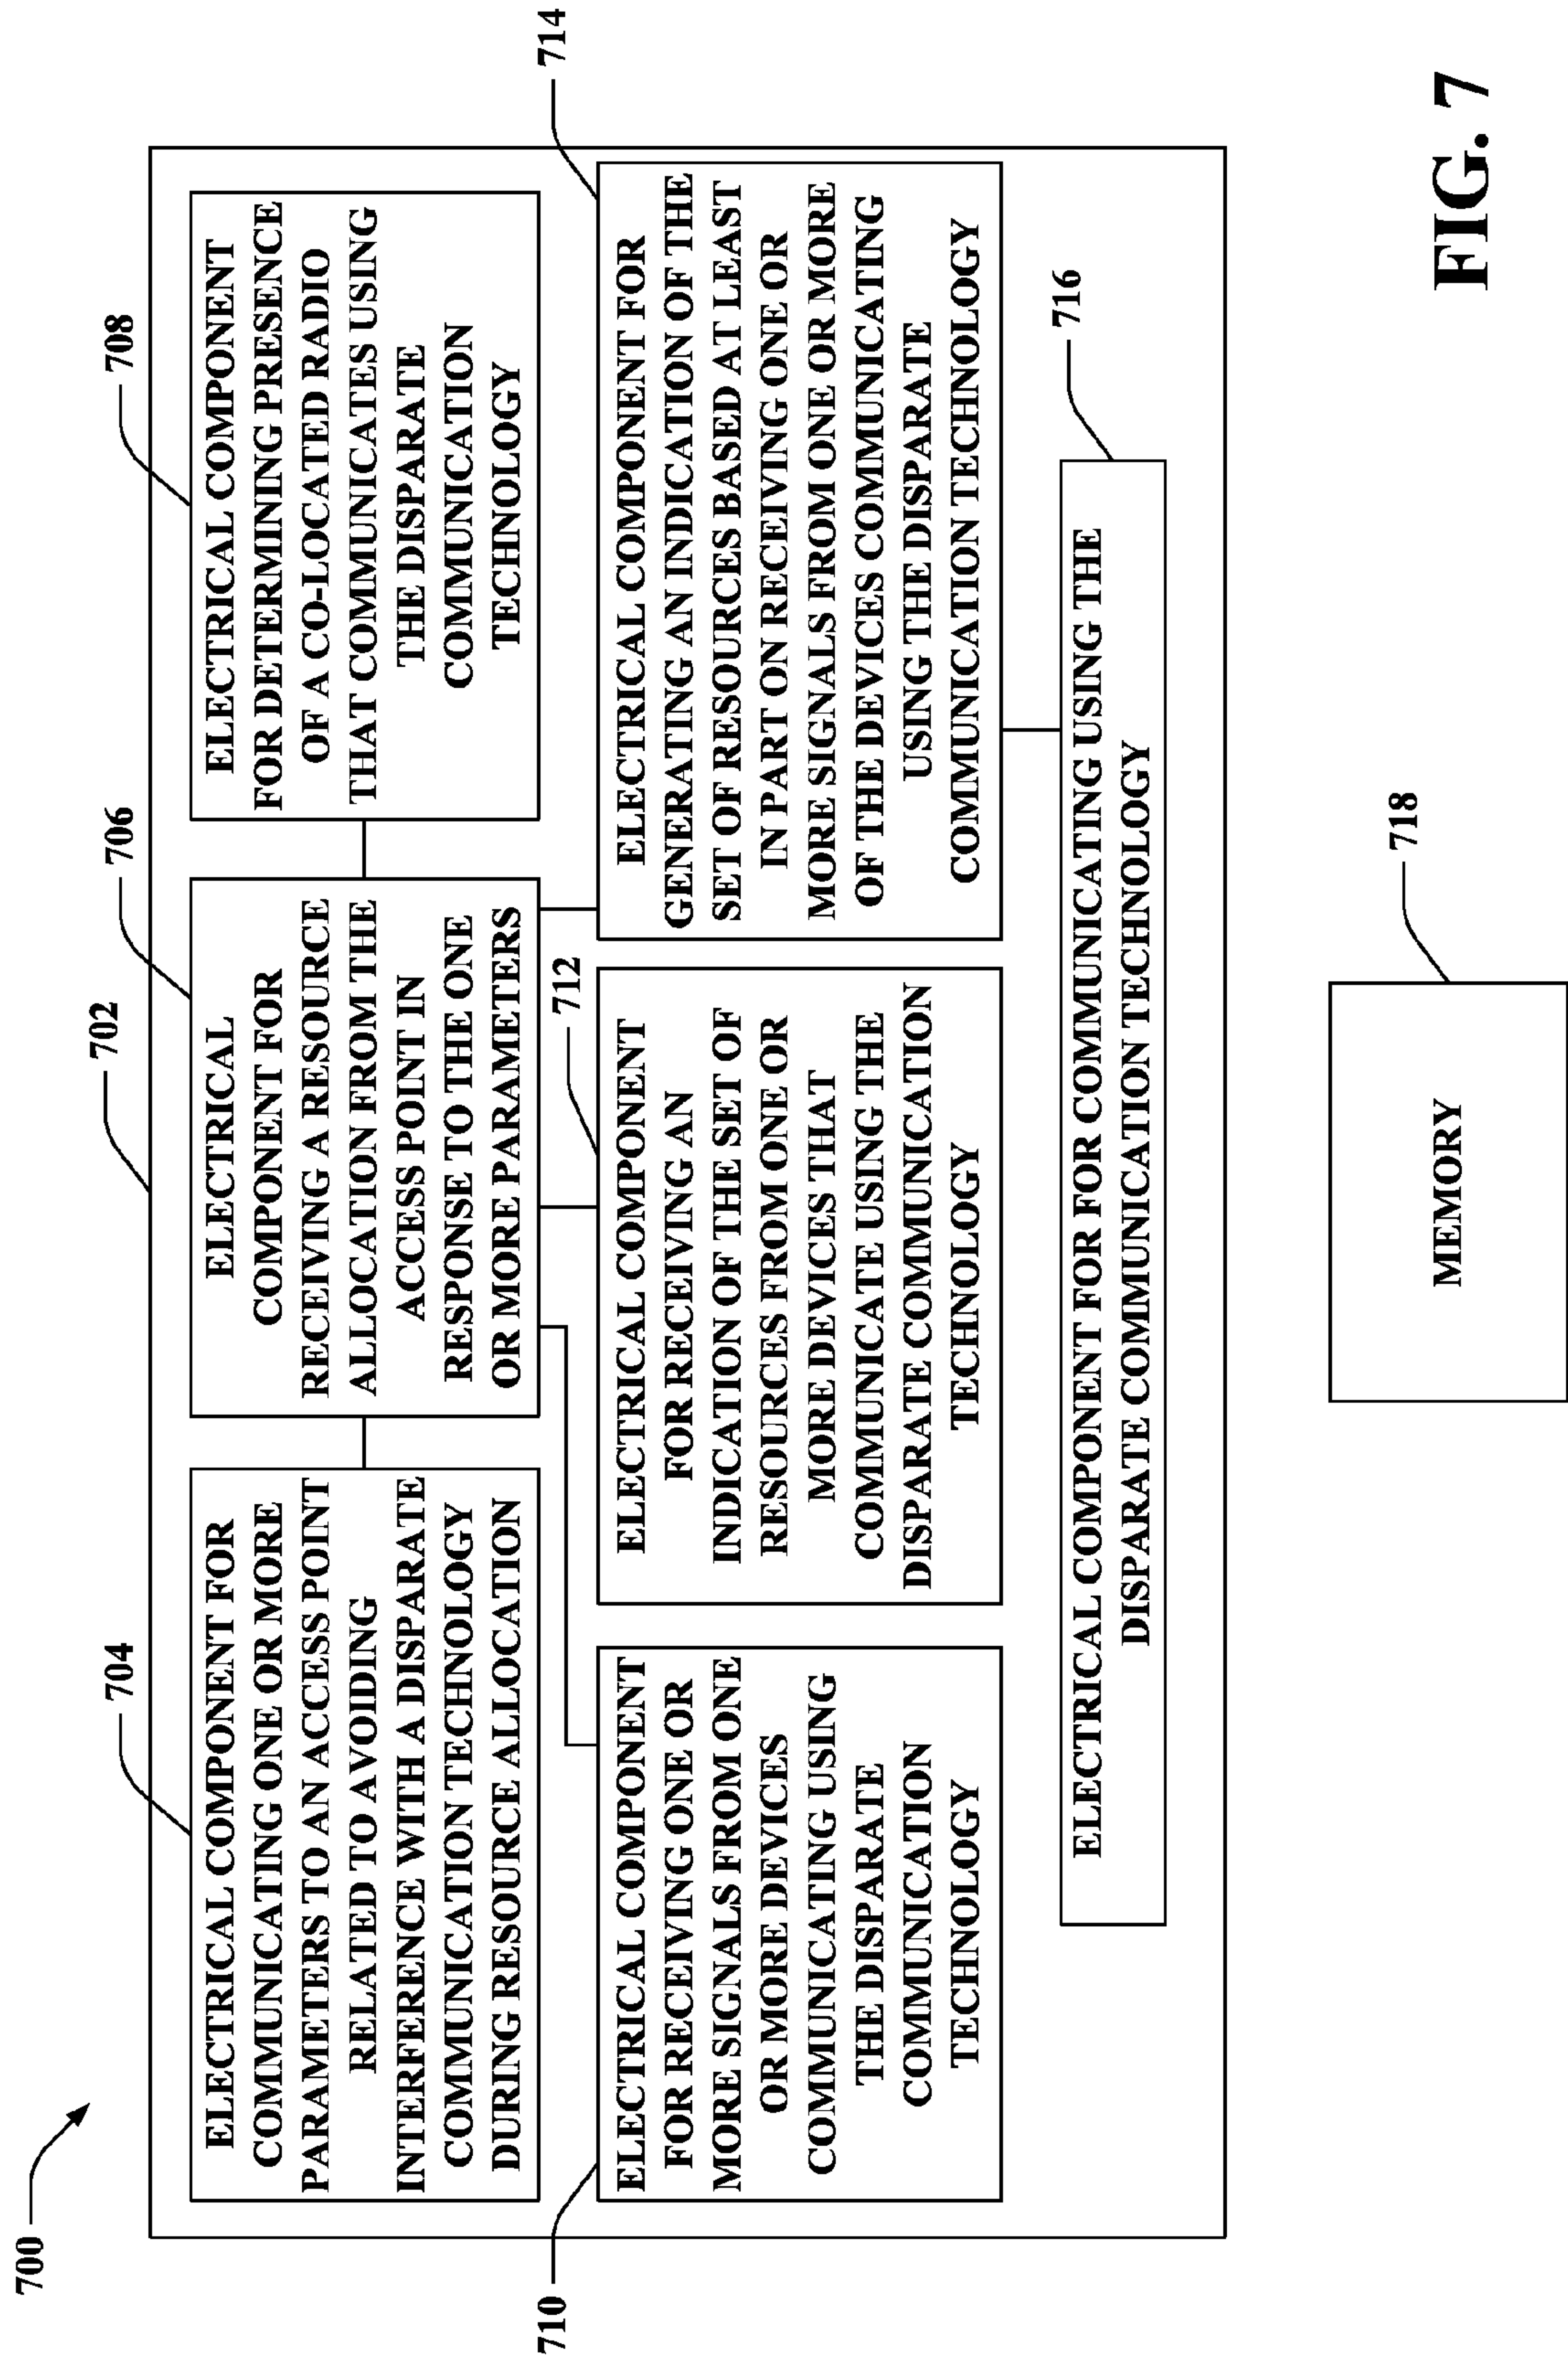 700
702
704
ELECTRICAL COMPONENT FOR
COMMUNICATING ONE OR MORE
PARAMETERS TO AN ACCESS POINT
RELATED TO AVOIDING
INTERFERENCE WITH A DISPARATE
COMMUNICATION TECHNOLOGY
DURING RESOURCE ALLOCATION
706
ELECTRICAL
COMPONENT FOR
RECEIVING A RESOURCE
ALLOCATION FROM THE
ACCESS POINT IN
RESPONSE TO THE ONE
OR MORE PARAMETERS
708
ELECTRICAL COMPONENT
FOR DETERMINING PRESENCE
OF A CO-LOCATED RADIO
THAT COMMUNICATES USING
THE DISPARATE
COMMUNICATION
TECHNOLOGY
710
ELECTRICAL COMPONENT
FOR RECEIVING ONE OR
MORE SIGNALS FROM ONE
OR MORE DEVICES
COMMUNICATING USING
THE DISPARATE
COMMUNICATION
TECHNOLOGY
712
ELECTRICAL COMPONENT
FOR RECEIVING AN
INDICATION OF THE SET OF
RESOURCES FROM ONE OR
MORE DEVICES THAT
COMMUNICATE USING THE
DISPARATE COMMUNICATION
TECHNOLOGY
714
ELECTRICAL COMPONENT FOR
GENERATING AN INDICATION OF THE
SET OF RESOURCES BASED AT LEAST
IN PART ON RECEIVING ONE OR
MORE SIGNALS FROM ONE OR MORE
OF THE DEVICES COMMUNICATING
USING THE DISPARATE
COMMUNICATION TECHNOLOGY
716
ELECTRICAL COMPONENT FOR FOR COMMUNICATING USING THE
DISPARATE COMMUNICATION TECHNOLOGY
718
MEMORY
FIG. 7